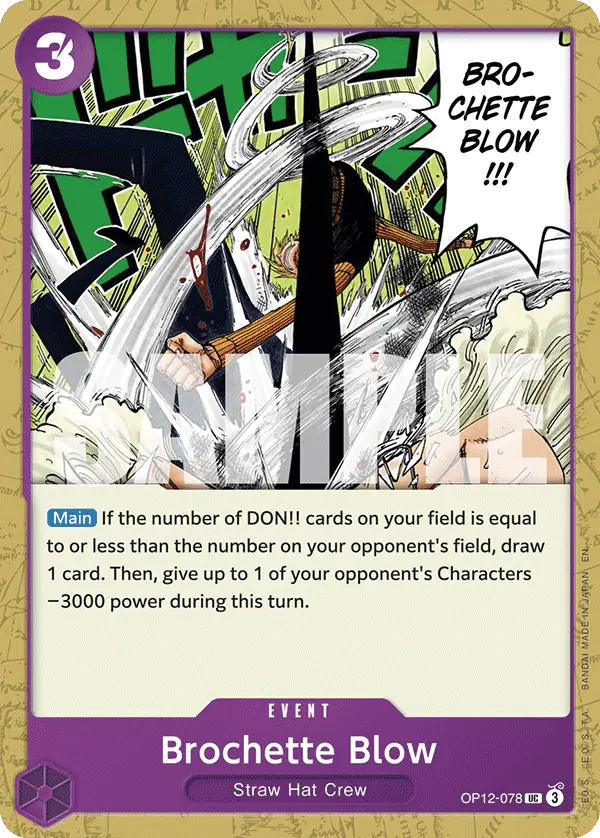 3
BRO-
CHETTE
BLOW
!!!
SAMPLE
Main If the number of DON!! cards on your field is equal
to or less than the number on your opponent's field, draw
1 card. Then, give up to 1 of your opponent's Characters
−3000 power during this turn.
EVENT
Brochette Blow
Straw Hat Crew
OP12-078 UC 3
BANDAI MADE IN JAPAN EN